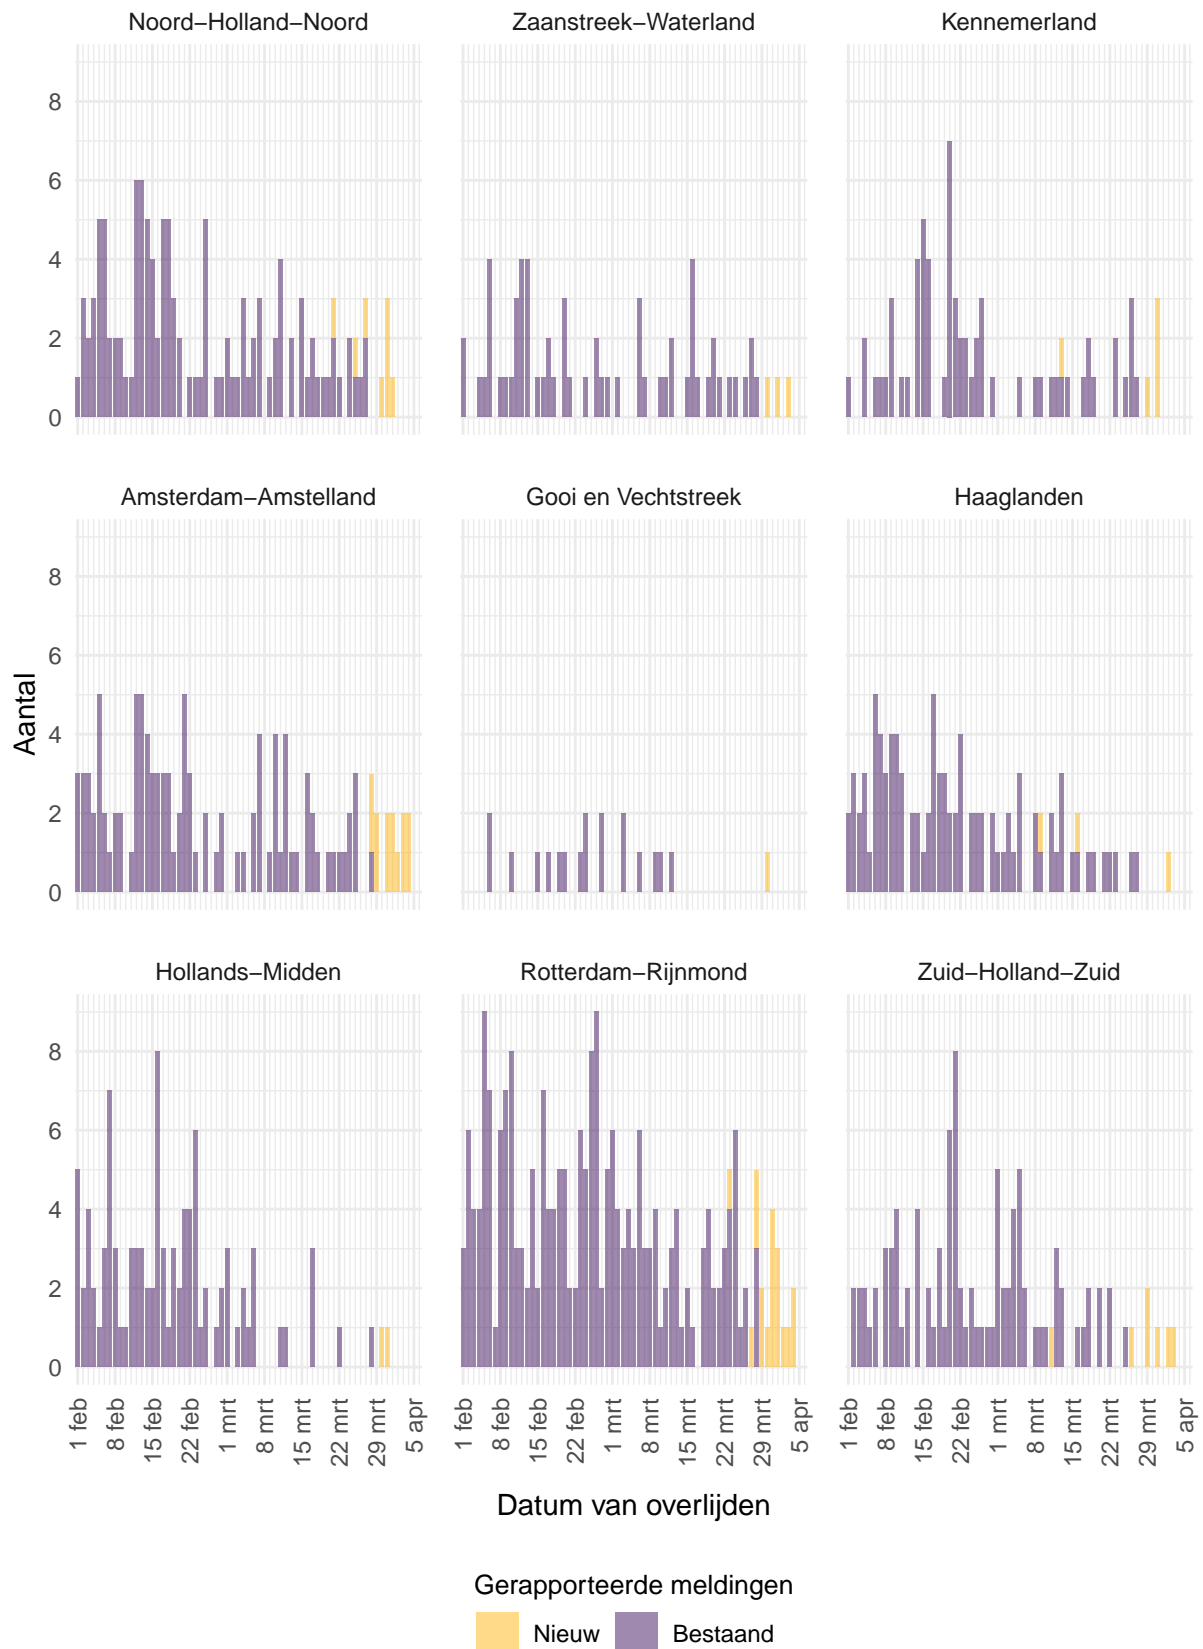 Noord−Holland−Noord Zaanstreek−Waterland Kennemerland
8
6
4
2
0
Amsterdam−Amstelland Gooi en Vechtstreek Haaglanden
8
6
4
2
0
Aantal
Hollands−Midden Rotterdam−Rijnmond Zuid−Holland−Zuid
8
6
4
2
0
1 feb 8 feb 15 feb 22 feb 1 mrt 8 mrt 15 mrt 22 mrt 29 mrt 5 apr 1 feb 8 feb 15 feb 22 feb 1 mrt 8 mrt 15 mrt 22 mrt 29 mrt 5 apr 1 feb 8 feb 15 feb 22 feb 1 mrt 8 mrt 15 mrt 22 mrt 29 mrt 5 apr
Datum van overlijden
Gerapporteerde meldingen
Nieuw Bestaand